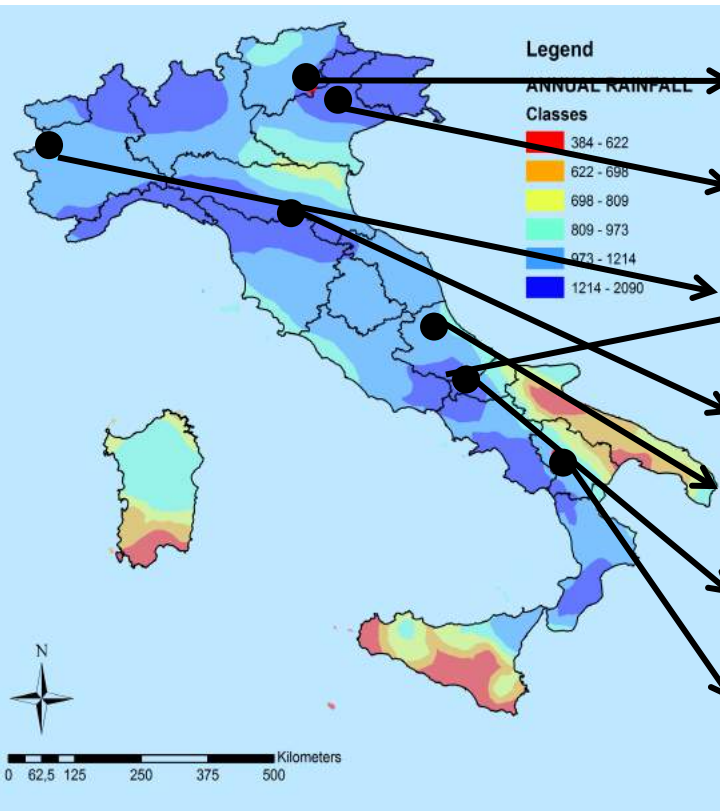 Legend
ANNUAL RAINFALL
Classes
384 - 622
622 - 698
698 - 809
809 - 973
973 - 1214
1214 - 2090
N
Kilometers
0 62,5 125 250 375 500